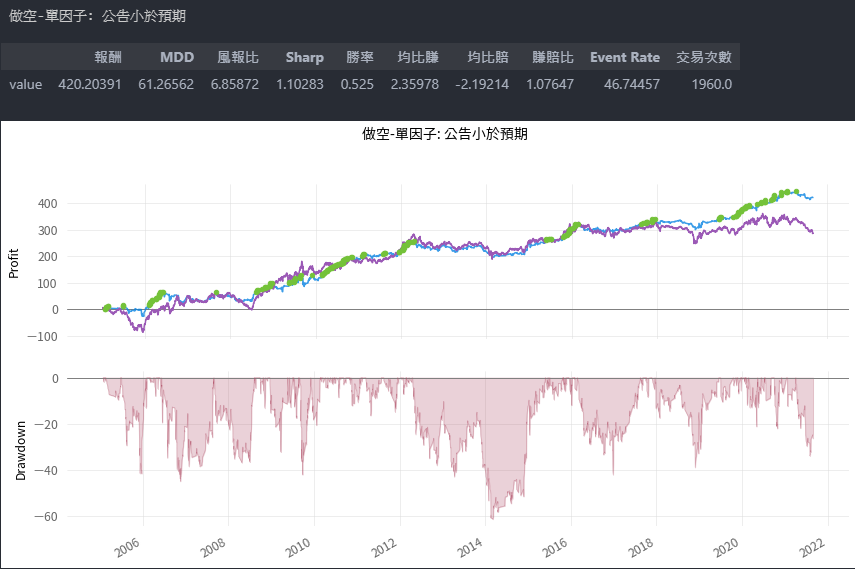 做空-單因子: 公告小於預期
報酬 MDD 風報比 Sharp 勝率 均比賺 均比賠 賺賠比 Event Rate 交易次數
value 420.20391 61.26562 6.85872 1.10283 0.525 2.35978 -2.19214 1.07647 46.74457 1960.0
做空-單因子: 公告小於預期
Profit
400
300
200
100
0
−100
Drawdown
0
−20
−40
−60
2006 2008 2010 2012 2014 2016 2018 2020 2022